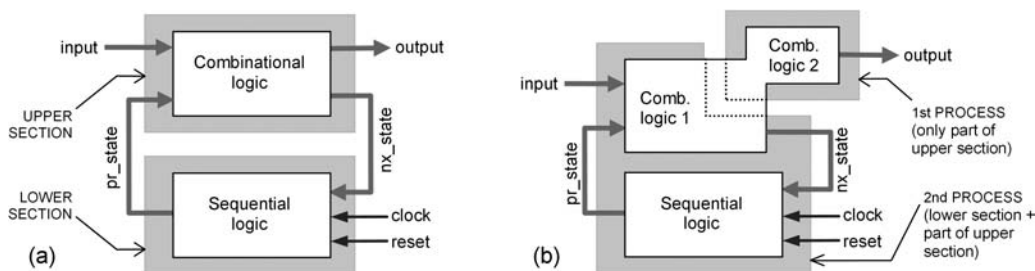 input
Combinational
logic
output
UPPER
SECTION
pr_state
nx_state
LOWER
SECTION
Sequential
logic
clock
reset
(a)
input
Comb.
logic 1
Comb.
logic 2
output
1st PROCESS
(only part of
upper section)
pr_state
nx_state
Sequential
logic
clock
reset
2nd PROCESS
(lower section +
part of upper
section)
(b)